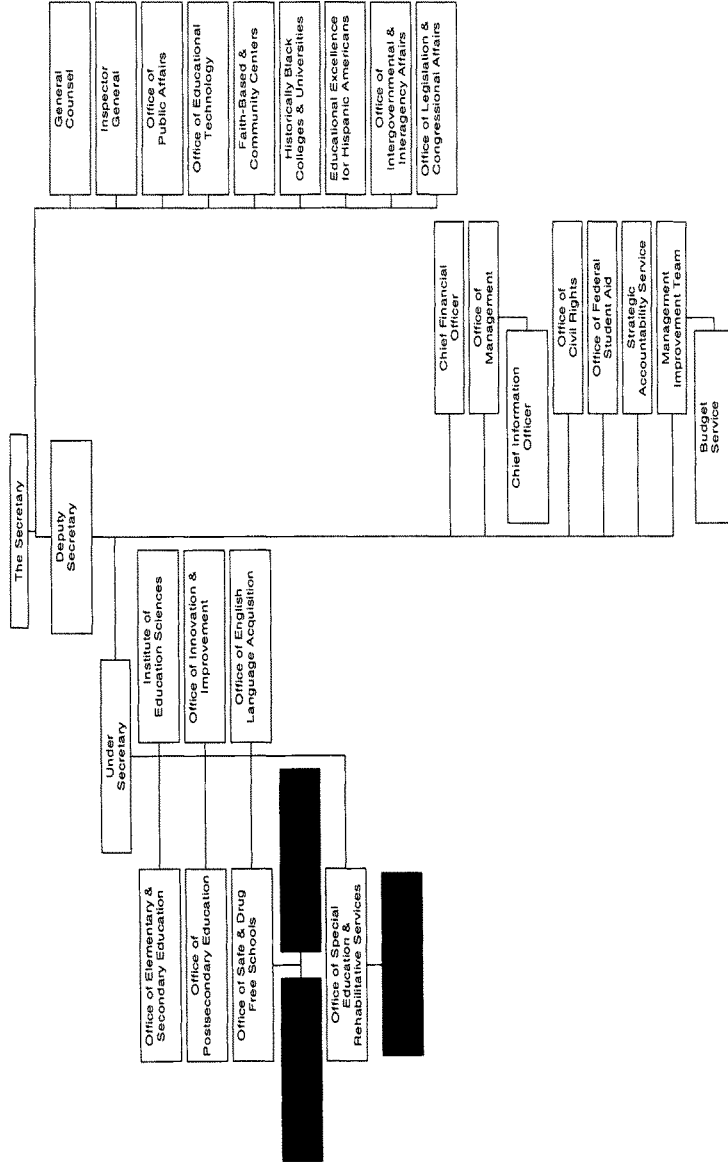 The Secretary
Deputy
Secretary
General
Counsel
Inspector
General
Office of
Public Affairs
Office of Educational
Technology
Faith-Based &
Community Centers
Historically Black
Colleges & Universities
Educational Excellence
for Hispanic Americans
Office of
Intergovernmental &
Interagency Affairs
Office of Legislation &
Congressional Affairs
Under
Secretary
Office of Elementary &
Secondary Education
Institute of
Education Sciences
Office of
Postsecondary Education
Office of Innovation &
Improvement
Office of Safe & Drug
Free Schools
Office of English
Language Acquisition
Office of Special
Education &
Rehabilitative Services
Chief Financial
Officer
Office of
Management
Chief Information
Officer
Office of
Civil Rights
Office of Federal
Student Aid
Strategic
Accountability Service
Management
Improvement Team
Budget
Service